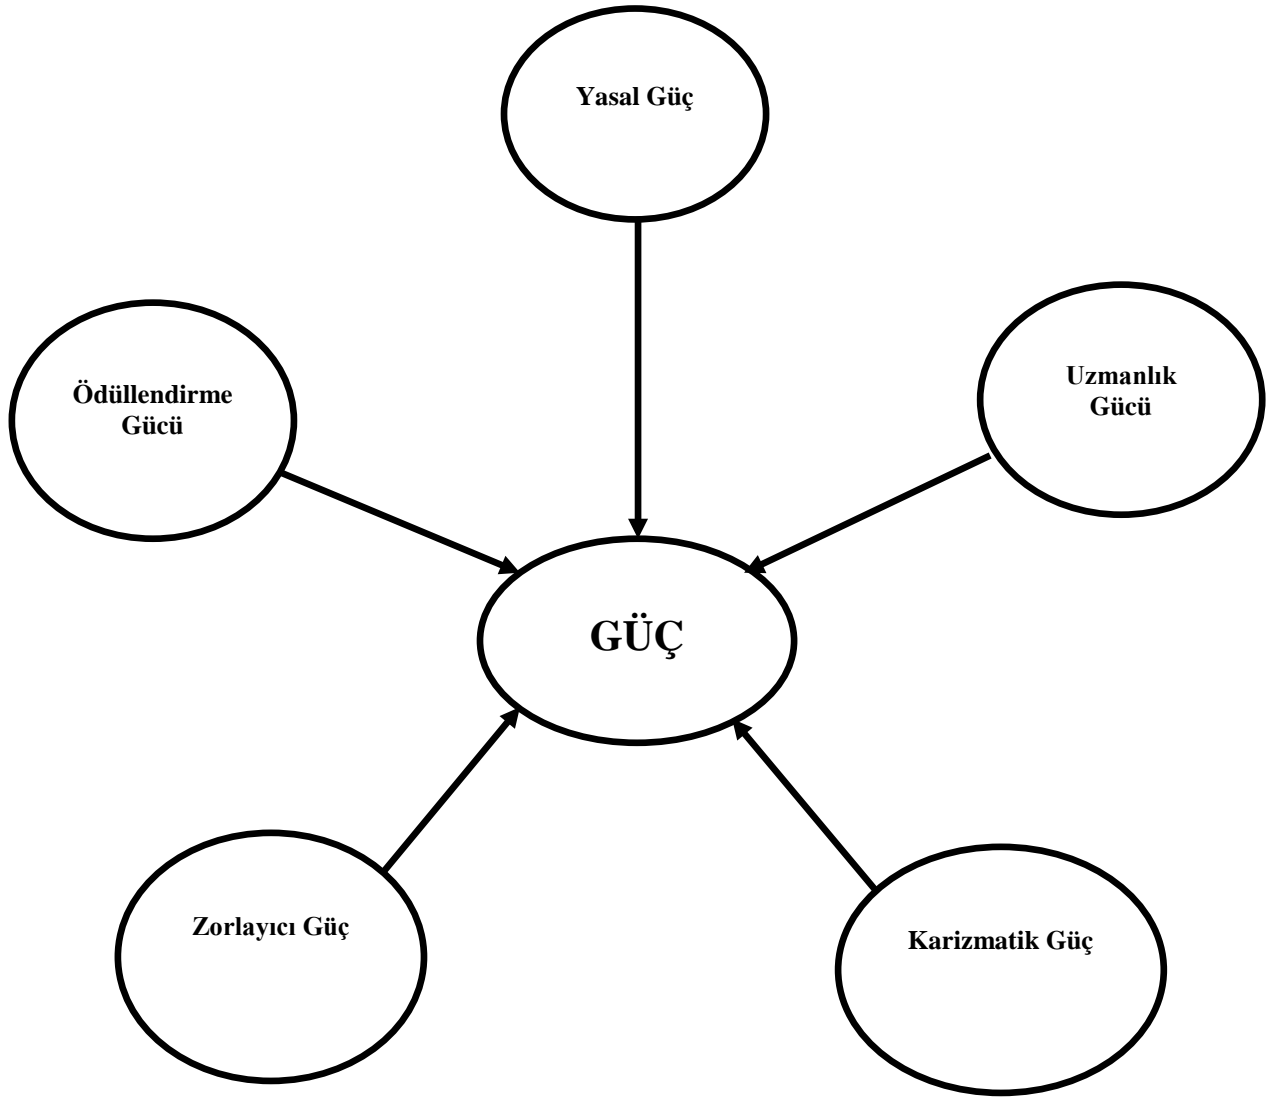 Yasal Güç
Uzmanlık
Gücü
Ödüllendirme
Gücü
GÜÇ
Zorlayıcı Güç
Karizmatik Güç